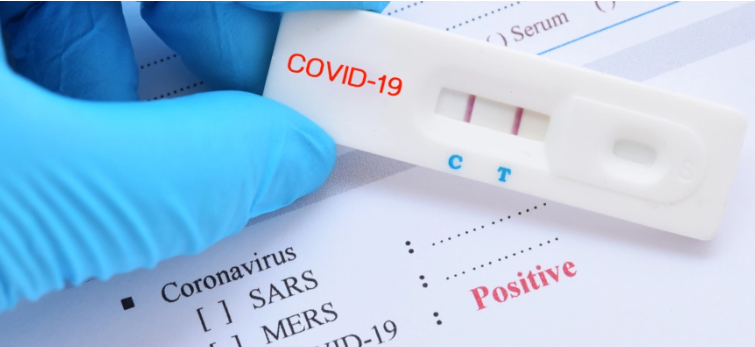 ( ) Serum (
COVID-19
C T
Coronavirus :
[ ] SARS :
[ ] MERS :
Positive